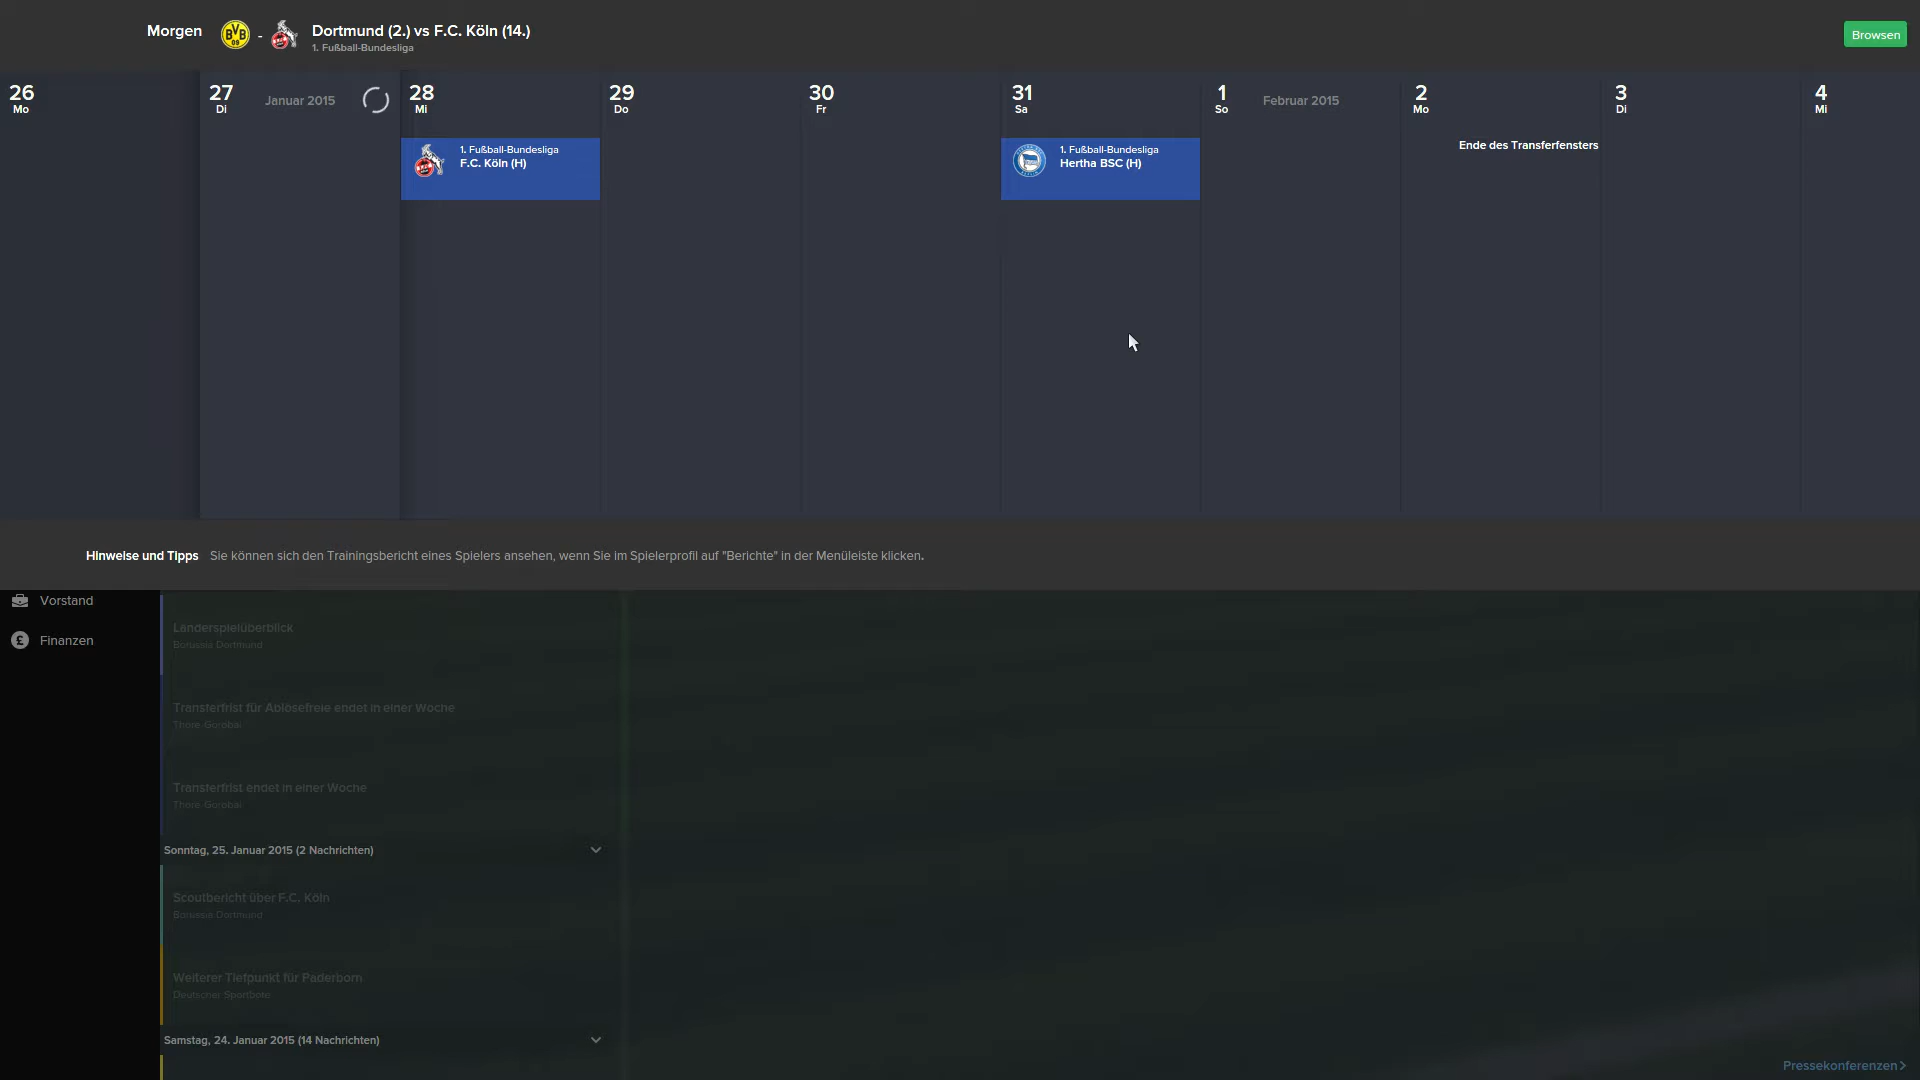 Morgen
Dortmund (2.) vs F.C. Köln (14.)
1. Fußball-Bundesliga
Browsen
26
Mo
27
Di
Januar 2015
28
Mi
29
Do
30
Fr
31
Sa
1
So
Februar 2015
2
Mo
3
Di
4
Mi
1. Fußball-Bundesliga
F.C. Köln (H)
1. Fußball-Bundesliga
Hertha BSC (H)
Ende des Transferfensters
Hinweise und Tipps Sie können sich den Trainingsbericht eines Spielers ansehen, wenn Sie im Spielerprofil auf "Berichte" in der Menüleiste klicken.
Vorstand
Finanzen
Länderspielüberblick
Borussia Dortmund
Transferfrist für Ablösefreie endet in einer Woche
Thore Gorobai
Transferfrist endet in einer Woche
Thore Gorobai
Sonntag, 25. Januar 2015 (2 Nachrichten)
Scoutbericht über F.C. Köln
Borussia Dortmund
Weiterer Tiefpunkt für Paderborn
Deutscher Sportbote
Samstag, 24. Januar 2015 (14 Nachrichten)
Pressekonferenzen